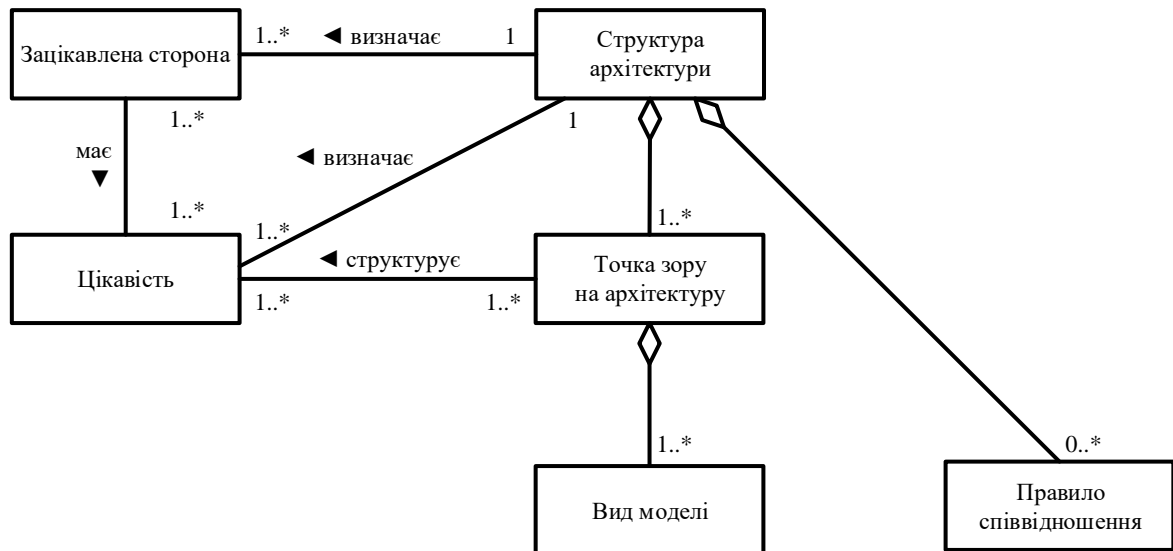 Зацікавлена сторона
1..*
◄ визначає
1
Структура
архітектури
1..*
1
має
▼
◄ визначає
1..*
1..*
1..*
◄ структурує
Цікавість
1..*
1..*
Точка зору
на архітектуру
1..*
0..*
Вид моделі
Правило
співвідношення